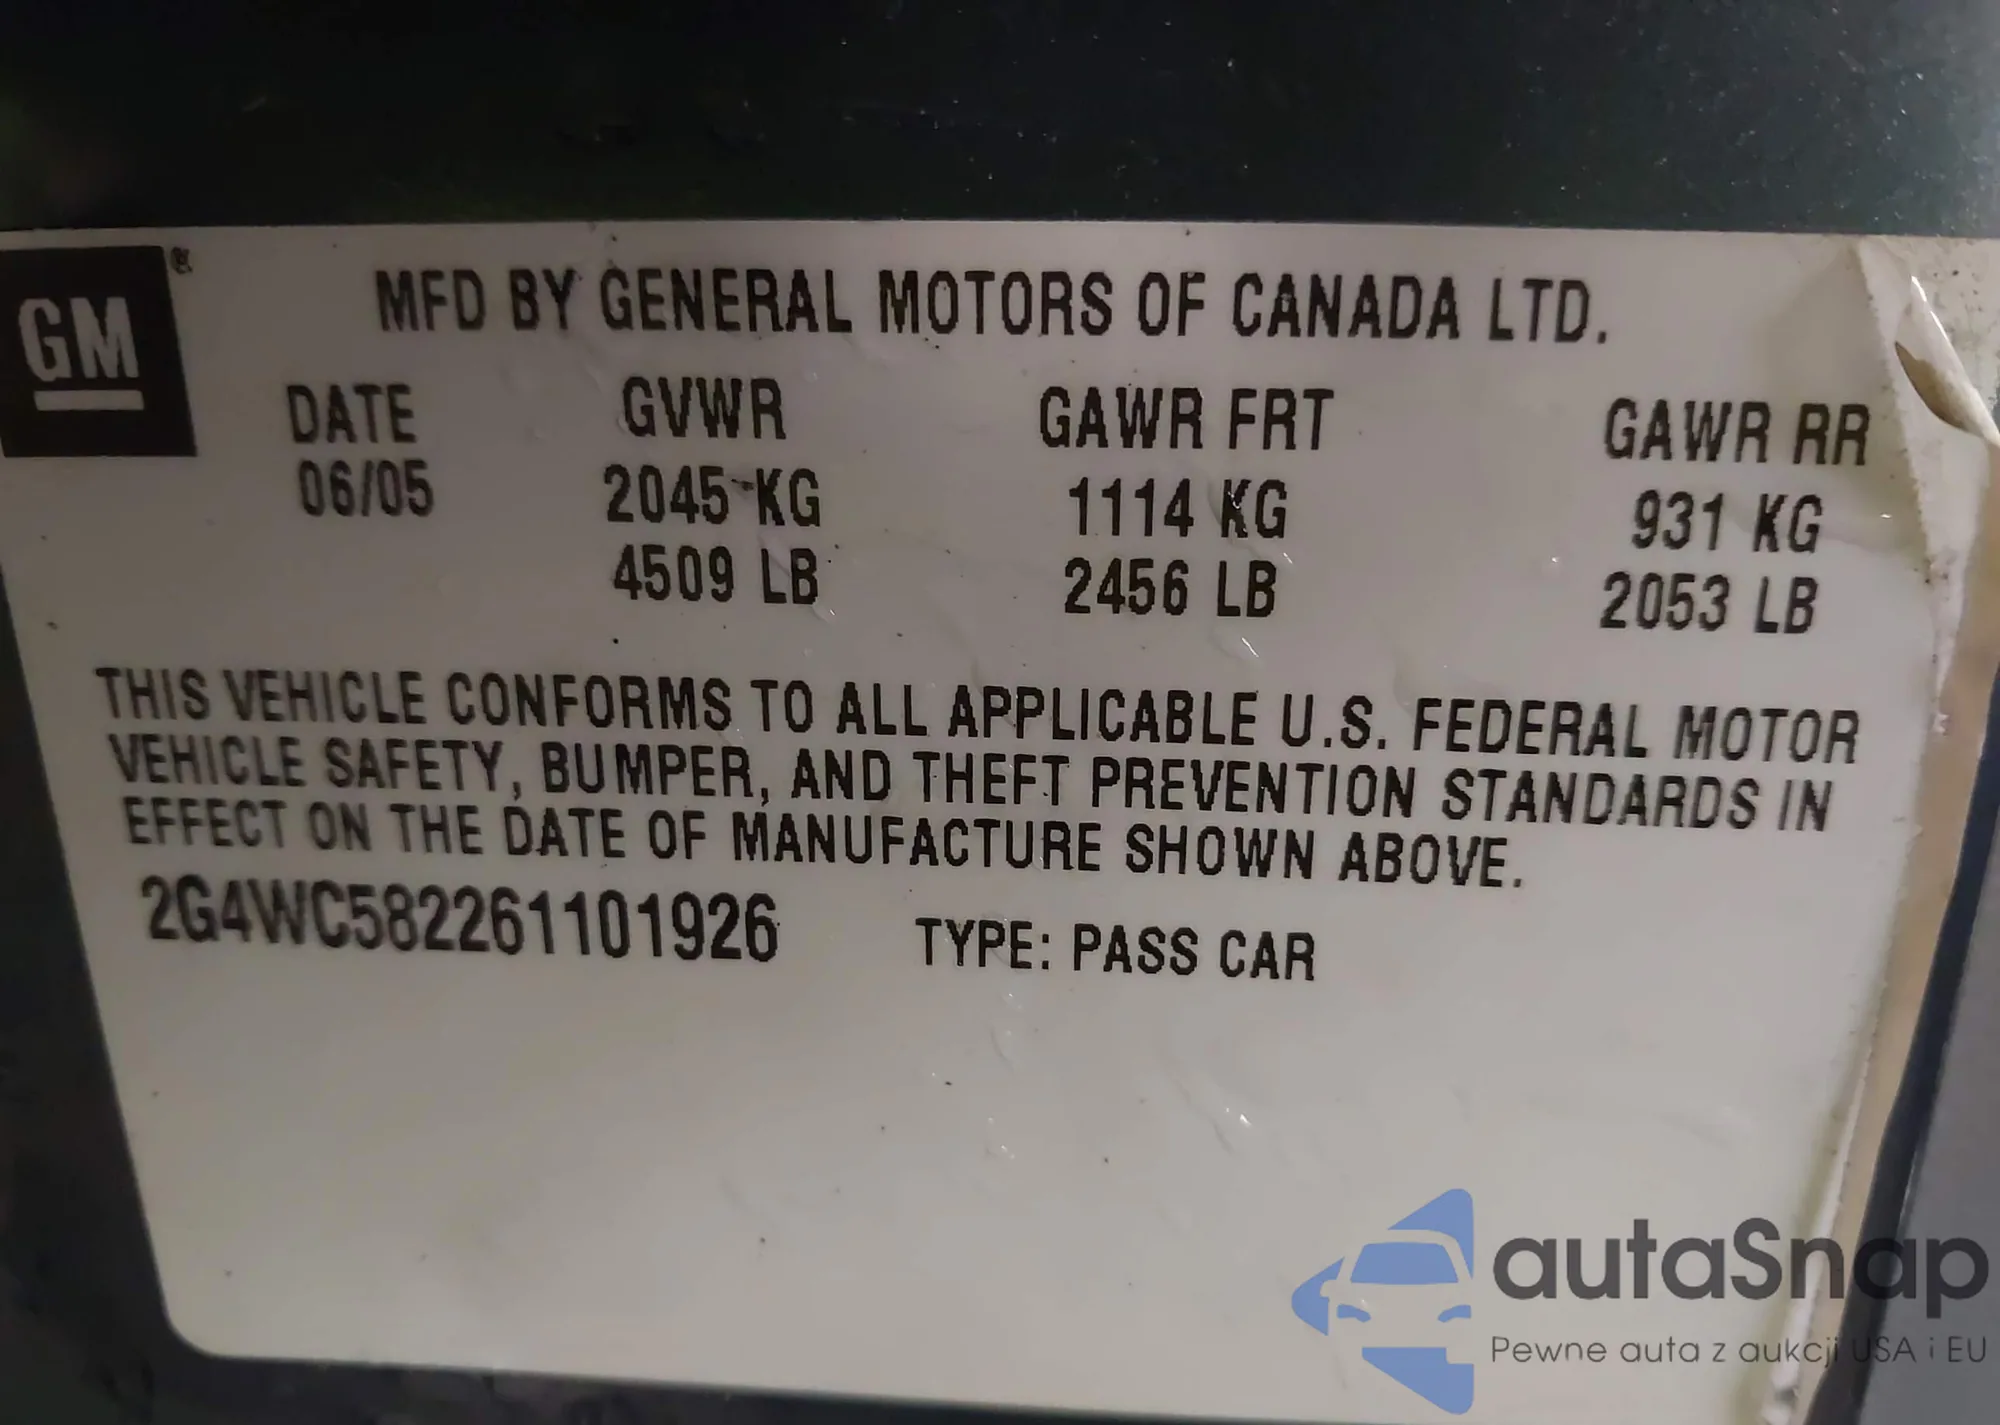 GM ®
MFD BY GENERAL MOTORS OF CANADA LTD.
DATE GVWR GAWR FRT GAWR RR
06/05 2045 KG 1114 KG 931 KG
4509 LB 2456 LB 2053 LB
THIS VEHICLE CONFORMS TO ALL APPLICABLE U.S. FEDERAL MOTOR
VEHICLE SAFETY, BUMPER, AND THEFT PREVENTION STANDARDS IN
EFFECT ON THE DATE OF MANUFACTURE SHOWN ABOVE.
2G4WC582261101926 TYPE: PASS CAR
autaSnap
Pewne auta z aukcji USA i EU